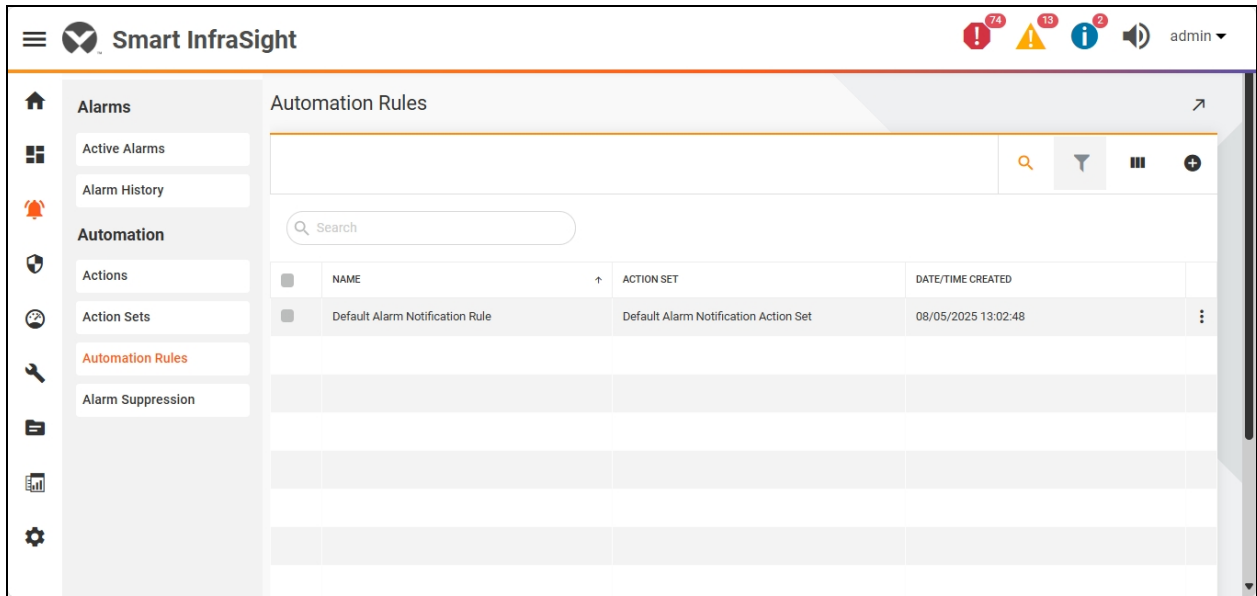 Smart InfraSight
74
13
2
admin
Alarms
Active Alarms
Alarm History
Automation
Actions
Action Sets
Automation Rules
Alarm Suppression
Automation Rules
Search
NAME ACTION SET DATE/TIME CREATED
Default Alarm Notification Rule Default Alarm Notification Action Set 08/05/2025 13:02:48